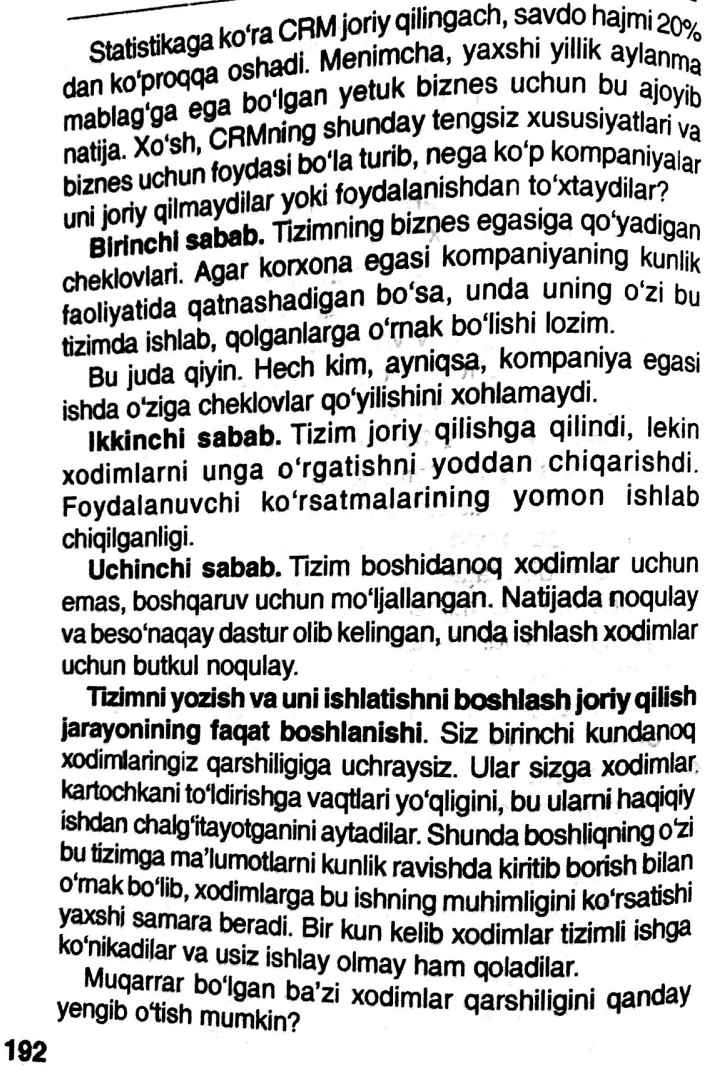 Statistikaga ko‘ra CRM joriy qilingach, savdo hajmi 20%
dan ko‘proqqa oshadi. Menimcha, yaxshi yillik aylanma
mablag‘ga ega bo‘lgan yetuk biznes uchun bu ajoyib
natija. Xo‘sh, CRMning shunday tengsiz xususiyatlari va
biznes uchun foydasi bo‘la turib, nega ko‘p kompaniyalar
uni joriy qilmaydilar yoki foydalanishdan to‘xtaydilar?
Birinchi sabab. Tizimning biznes egasiga qo‘yadigan
cheklovlari. Agar korxona egasi kompaniyaning kunlik
faoliyatida qatnashadigan bo‘sa, unda uning o‘zi bu
tizimda ishlab, qolganlarga o‘rnak bo‘lishi lozim.
Bu juda qiyin. Hech kim, ayniqsa, kompaniya egasi
ishda o‘ziga cheklovlar qo‘yilishini xohlamaydi.
Ikkinchi sabab. Tizim joriy qilishga qilindi, lekin
xodimlarni unga o‘rgatishni yoddan chiqarishdi.
Foydalanuvchi ko‘rsatmalarining yomon ishlab
chiqilganligi.
Uchinchi sabab. Tizim boshidanoq xodimlar uchun
emas, boshqaruv uchun mo‘ljallangan. Natijada noqulay
va beso‘naqay dastur olib kelingan, unda ishlash xodimlar
uchun butkul noqulay.
Tizimni yozish va uni ishlatishni boshlash joriy qilish
jarayonining faqat boshlanishi. Siz birinchi kundanoq
xodimlaringiz qarshiligiga uchraysiz. Ular sizga xodimlar
kartochkani to‘ldirishga vaqtlari yo‘qligini, bu ularni haqiqiy
ishdan chalg‘itayotganini aytadilar. Shunda boshliqning o‘zi
bu tizimga ma’lumotlarni kunlik ravishda kiritib borish bilan
o‘rnak bo‘lib, xodimlarga bu ishning muhimligini ko‘rsatishi
yaxshi samara beradi. Bir kun kelib xodimlar tizimli ishga
ko‘nikadilar va usiz ishlay olmay ham qoladilar.
Muqarrar bo‘lgan ba’zi xodimlar qarshiligini qanday
yengib o‘tish mumkin?
192